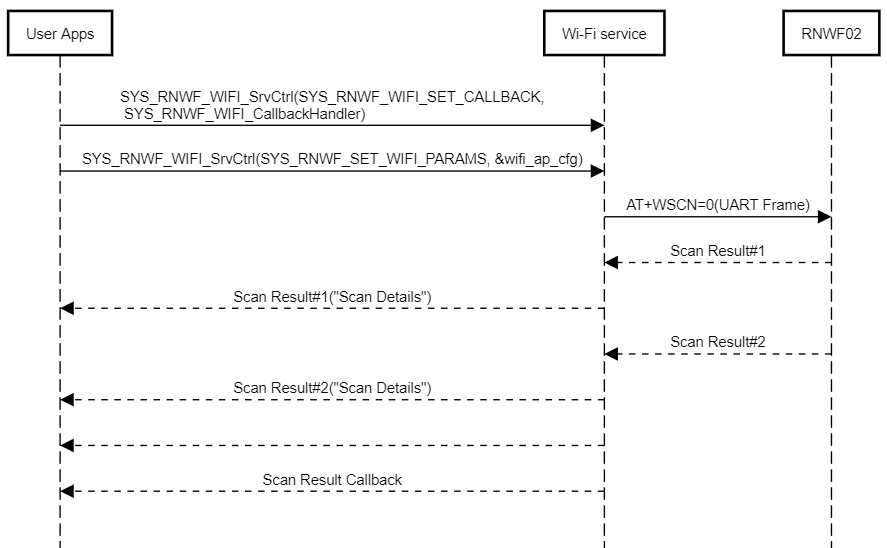 User Apps
Wi-Fi service
RNWF02
SYS_RNWF_WIFI_SrvCtrl(SYS_RNWF_WIFI_SET_CALLBACK,
SYS_RNWF_WIFI_CallbackHandler)
SYS_RNWF_WIFI_SrvCtrl(SYS_RNWF_SET_WIFI_PARAMS, &wifi_ap_cfg)
AT+WSCN=0(UART Frame)
Scan Result#1
Scan Result#1("Scan Details")
Scan Result#2
Scan Result#2("Scan Details")
Scan Result Callback